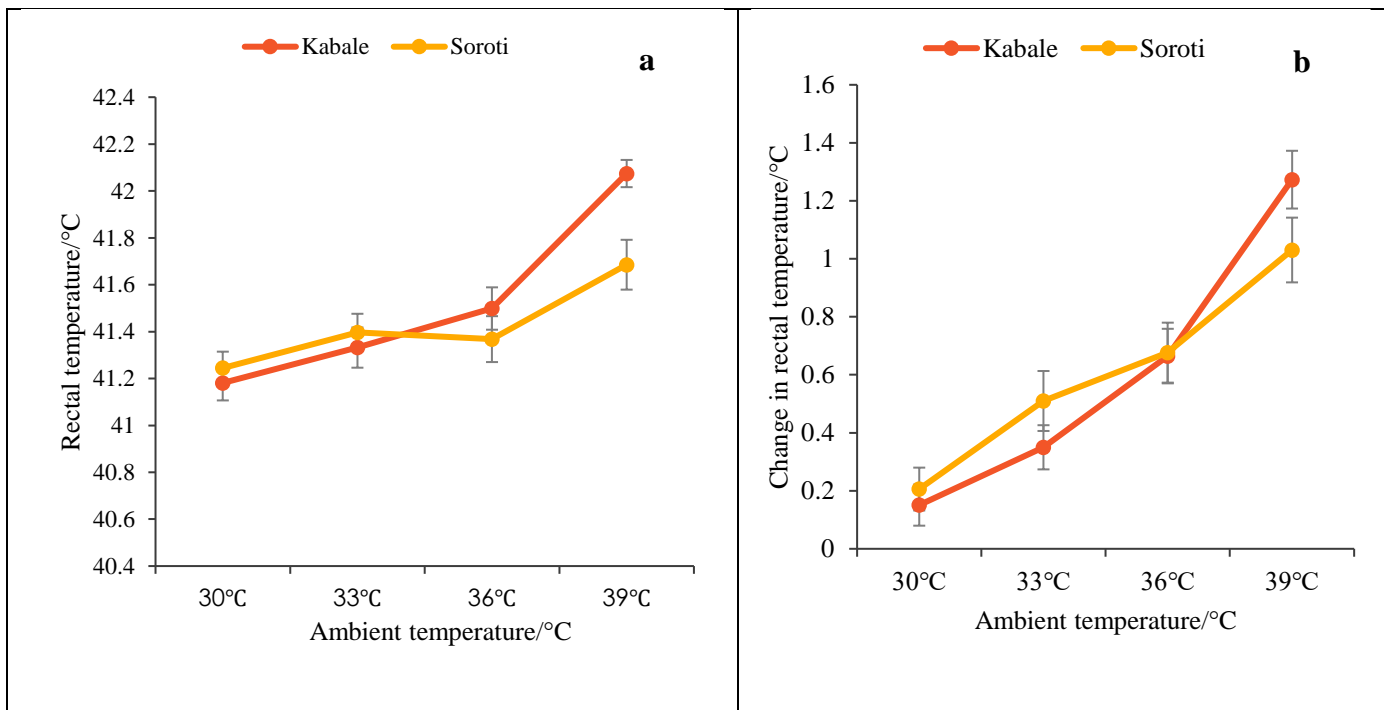 Kabale Soroti
a
42.4
42.2
42
41.8
41.6
41.4
41.2
41
40.8
40.6
40.4
Rectal temperature/°C
30℃ 33℃ 36℃ 39℃
Ambient temperature/°C
Kabale Soroti
b
1.6
1.4
1.2
1
0.8
0.6
0.4
0.2
0
Change in rectal temperature/°C
30℃ 33℃ 36℃ 39℃
Ambient temperature/°C